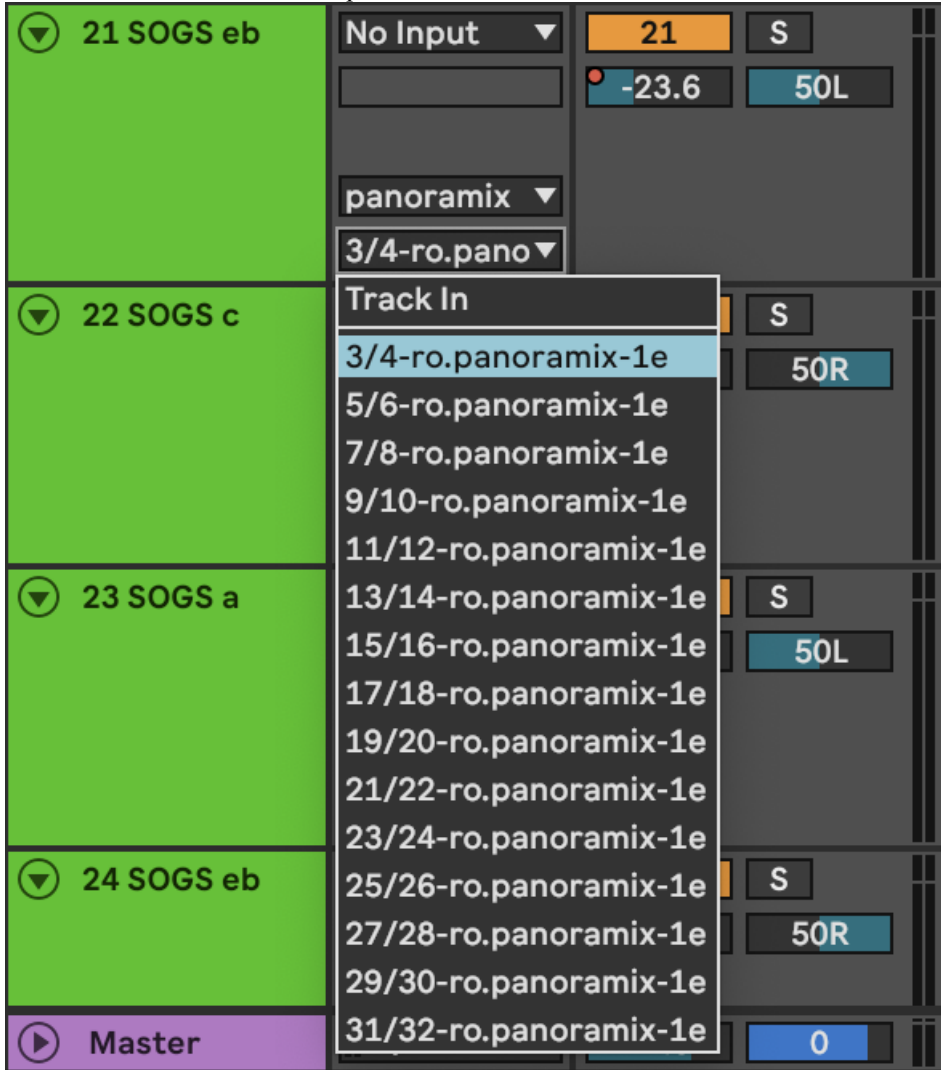 21 SOGS eb
No Input
21
S
-23.6
50L
panoramix
3/4-ro.pano
Track In
22 SOGS c
S
3/4-ro.panoramix-1e
50R
5/6-ro.panoramix-1e
7/8-ro.panoramix-1e
9/10-ro.panoramix-1e
11/12-ro.panoramix-1e
23 SOGS a
13/14-ro.panoramix-1e
S
15/16-ro.panoramix-1e
50L
17/18-ro.panoramix-1e
19/20-ro.panoramix-1e
21/22-ro.panoramix-1e
23/24-ro.panoramix-1e
24 SOGS eb
25/26-ro.panoramix-1e
S
27/28-ro.panoramix-1e
50R
29/30-ro.panoramix-1e
31/32-ro.panoramix-1e
Master
0